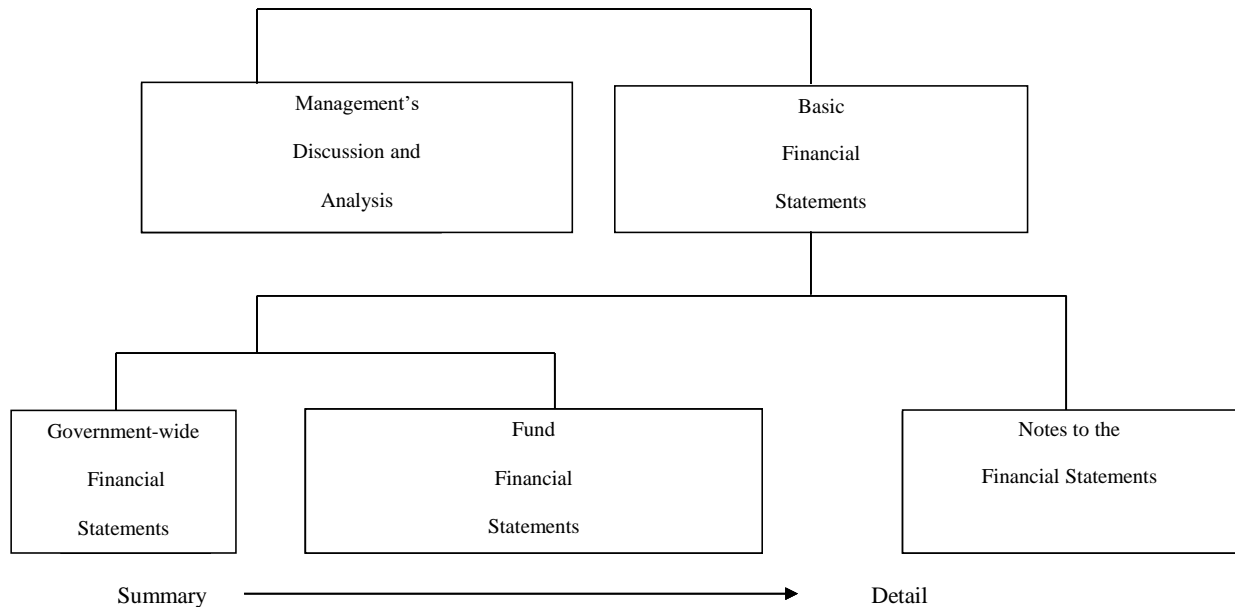 Management’s
Discussion and
Analysis
Basic
Financial
Statements
Government-wide
Financial
Statements
Fund
Financial
Statements
Notes to the
Financial Statements
Summary
Detail